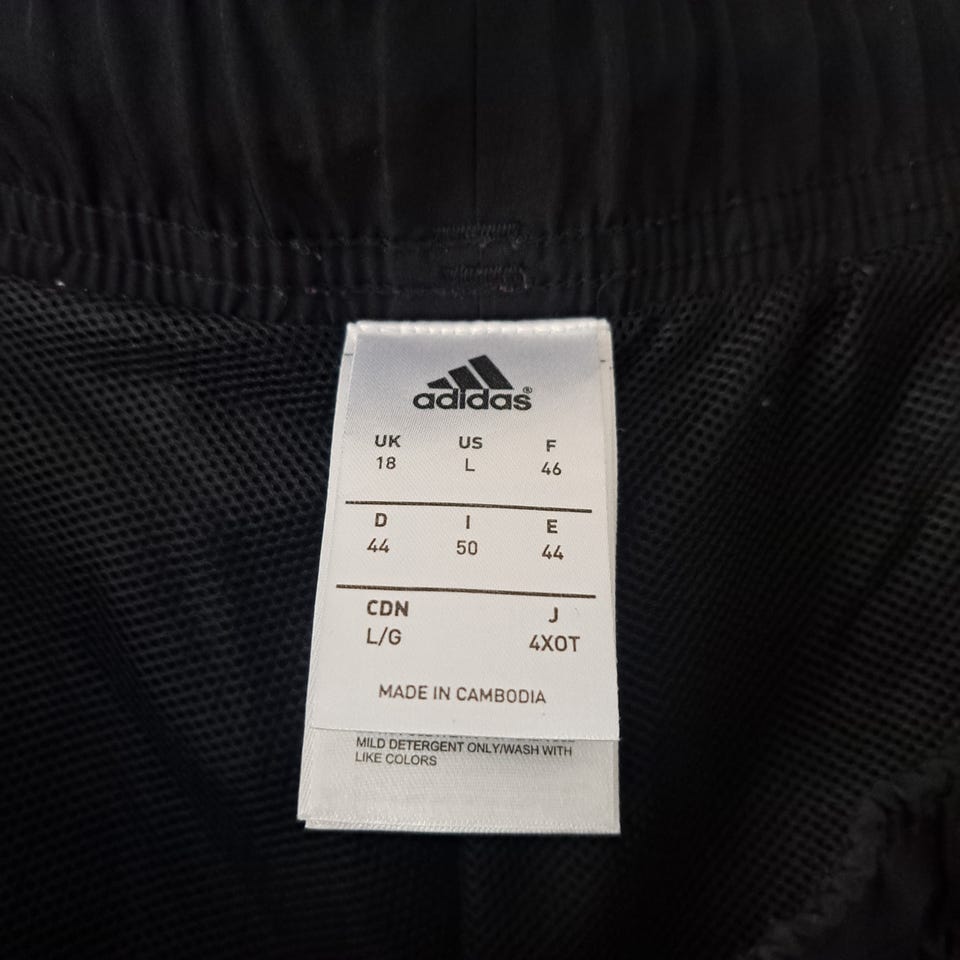 adidas®
UK US F
18 L 46
D I E
44 50 44
CDN J
L/G 4XOT
MADE IN CAMBODIA
MILD DETERGENT ONLY/WASH WITH
LIKE COLORS